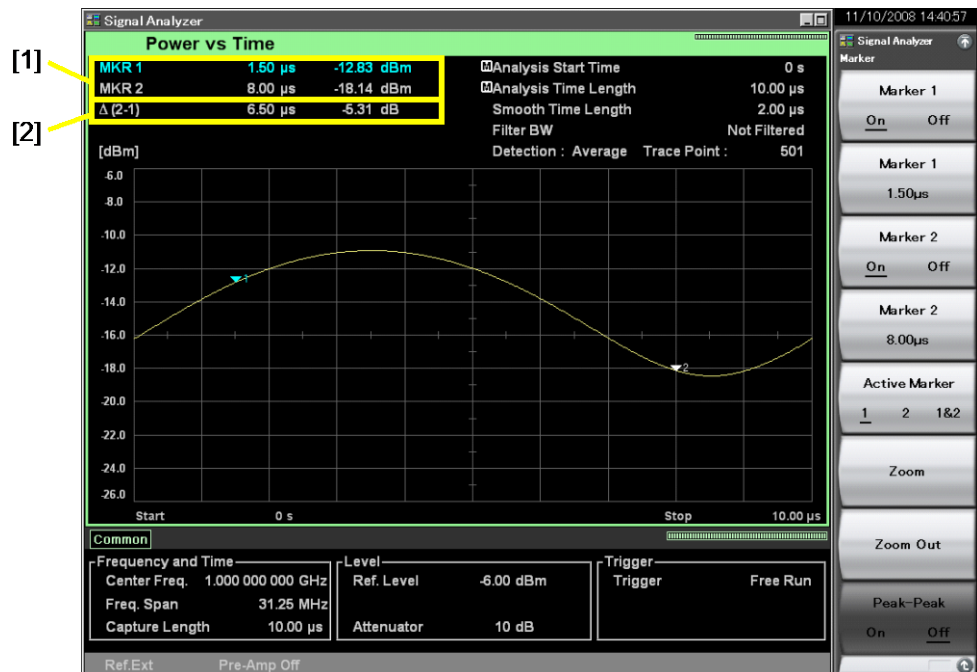 11/10/2008 14:40:57
Signal Analyzer
Power vs Time
[1]
MKR 1 1.50 µs -12.83 dBm
MKR 2 8.00 µs -18.14 dBm
[2]
Δ (2-1) 6.50 µs -5.31 dB
M Analysis Start Time 0 s
M Analysis Time Length 10.00 µs
Smooth Time Length 2.00 µs
Filter BW Not Filtered
Detection : Average Trace Point : 501
[dBm]
-6.0
-8.0
-10.0
-12.0
-14.0
-16.0
-18.0
-20.0
-22.0
-24.0
-26.0
1
2
Start 0 s Stop 10.00 µs
Common
Frequency and Time
Center Freq. 1.000 000 000 GHz
Freq. Span 31.25 MHz
Capture Length 10.00 µs
Level
Ref. Level -6.00 dBm
Attenuator 10 dB
Trigger
Trigger Free Run
Ref.Ext Pre-Amp Off
Signal Analyzer
Marker
Marker 1
On Off
Marker 1
1.50µs
Marker 2
On Off
Marker 2
8.00µs
Active Marker
1 2 1&2
Zoom
Zoom Out
Peak-Peak
On Off